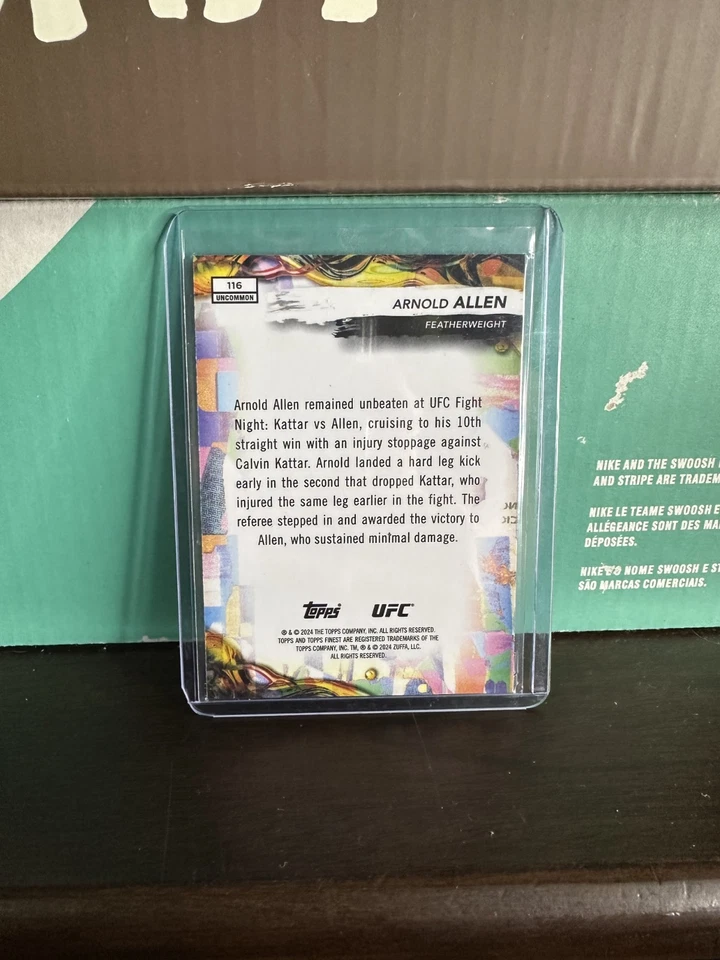 116
UNCOMMON
ARNOLD ALLEN
FEATHERWEIGHT
Arnold Allen remained unbeaten at UFC Fight
Night: Kattar vs Allen, cruising to his 10th
straight win with an injury stoppage against
Calvin Kattar. Arnold landed a hard leg kick
early in the second that dropped Kattar, who
injured the same leg earlier in the fight. The
referee stepped in and awarded the victory to
Allen, who sustained minimal damage.
Topps UFC
® & © 2024 THE TOPPS COMPANY, INC. ALL RIGHTS RESERVED.
TOPPS AND TOPPS FINEST ARE REGISTERED TRADEMARKS OF THE
TOPPS COMPANY, INC. TM, ® & © 2024 ZUFFA, LLC.
ALL RIGHTS RESERVED.
NIKE AND THE SWOOSH
AND STRIPE ARE TRADEM
NIKE LE TEAME SWOOSH E
ALLÉGEANCE SONT DES MA
DÉPOSÉES.
NIKE E O NOME SWOOSH E ST
SÃO MARCAS COMERCIAIS.